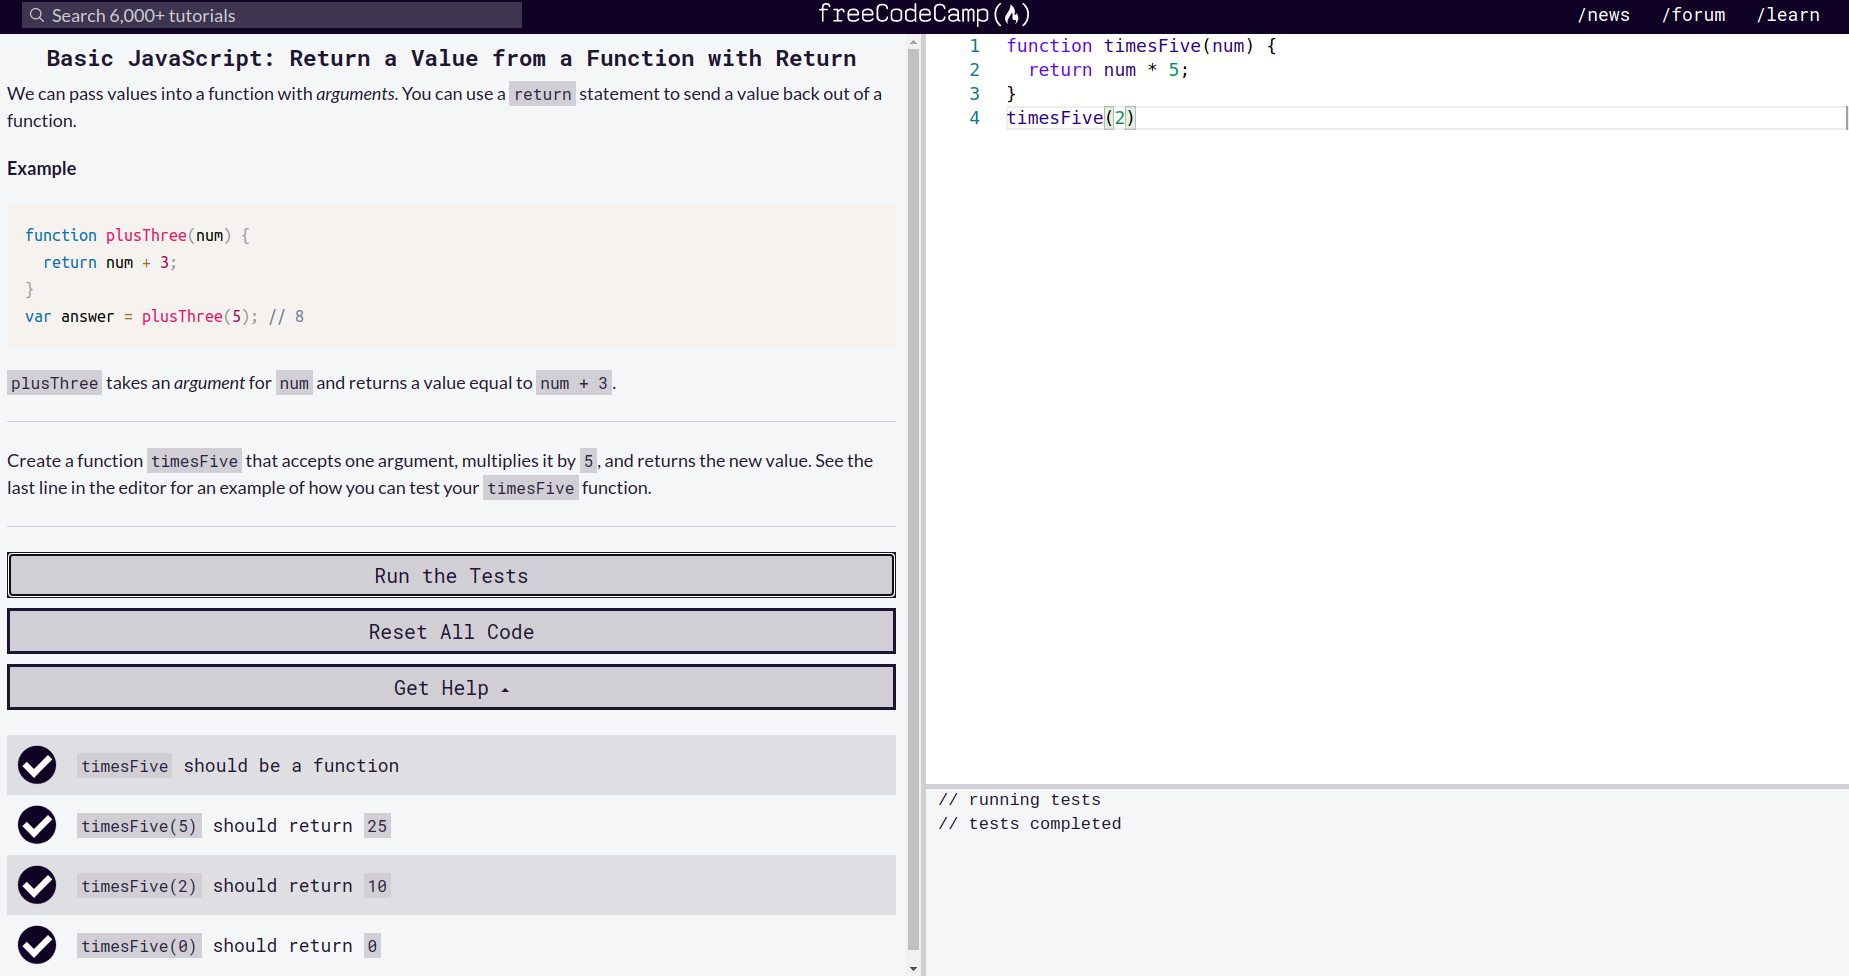 Search 6,000+ tutorials
freeCodeCamp(🔥)
/news /forum /learn
Basic JavaScript: Return a Value from a Function with Return
We can pass values into a function with arguments. You can use a return statement to send a value back out of a
function.
Example
function plusThree(num) {
  return num + 3;
}
var answer = plusThree(5); // 8
plusThree takes an argument for num and returns a value equal to num + 3.
Create a function timesFive that accepts one argument, multiplies it by 5, and returns the new value. See the
last line in the editor for an example of how you can test your timesFive function.
Run the Tests
Reset All Code
Get Help
timesFive should be a function
timesFive(5) should return 25
timesFive(2) should return 10
timesFive(0) should return 0
1 function timesFive(num) {
2   return num * 5;
3 }
4 timesFive(2)
// running tests
// tests completed